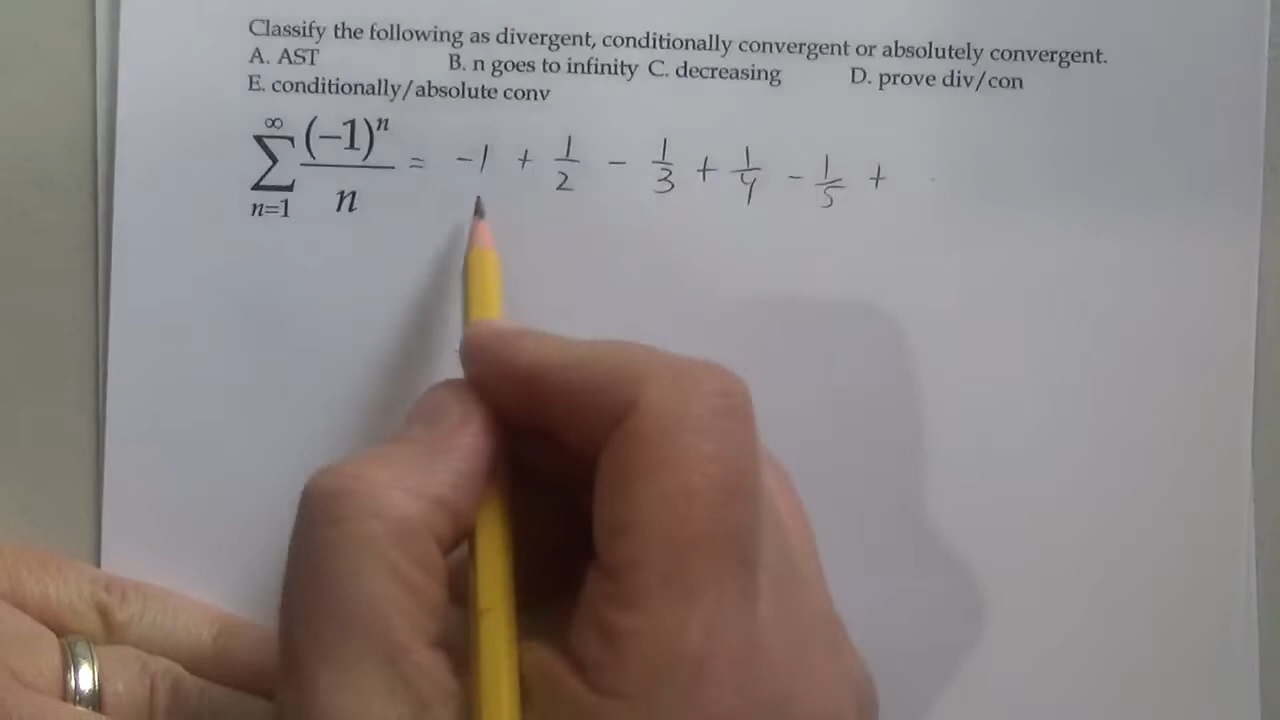 Classify the following as divergent, conditionally convergent or absolutely convergent.
A. AST B. n goes to infinity C. decreasing D. prove div/con
E. conditionally/absolute conv
∞∑n=1 (−1)ⁿ/n = -1 + 1/2 - 1/3 + 1/4 - 1/5 +